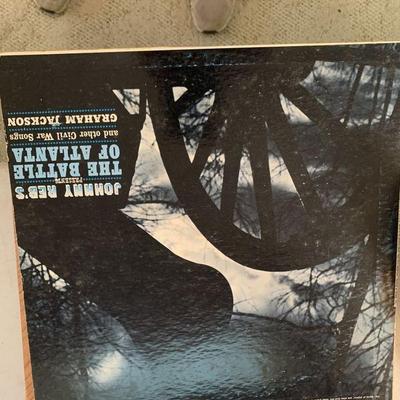 JOHNNY REB'S
PRESENTS
THE BATTLE
OF ATLANTA
and other Civil War Songs
GRAHAM JACKSON